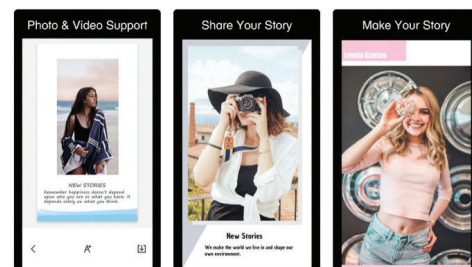 Photo & Video Support
NEW STORIES
Remember happiness doesn't depend
upon who you are or what you have; it
depends solely on what you think.
A+
Share Your Story
New Stories
We make the world we live in and shape our
own environment.
Make Your Story
Lovely Stories